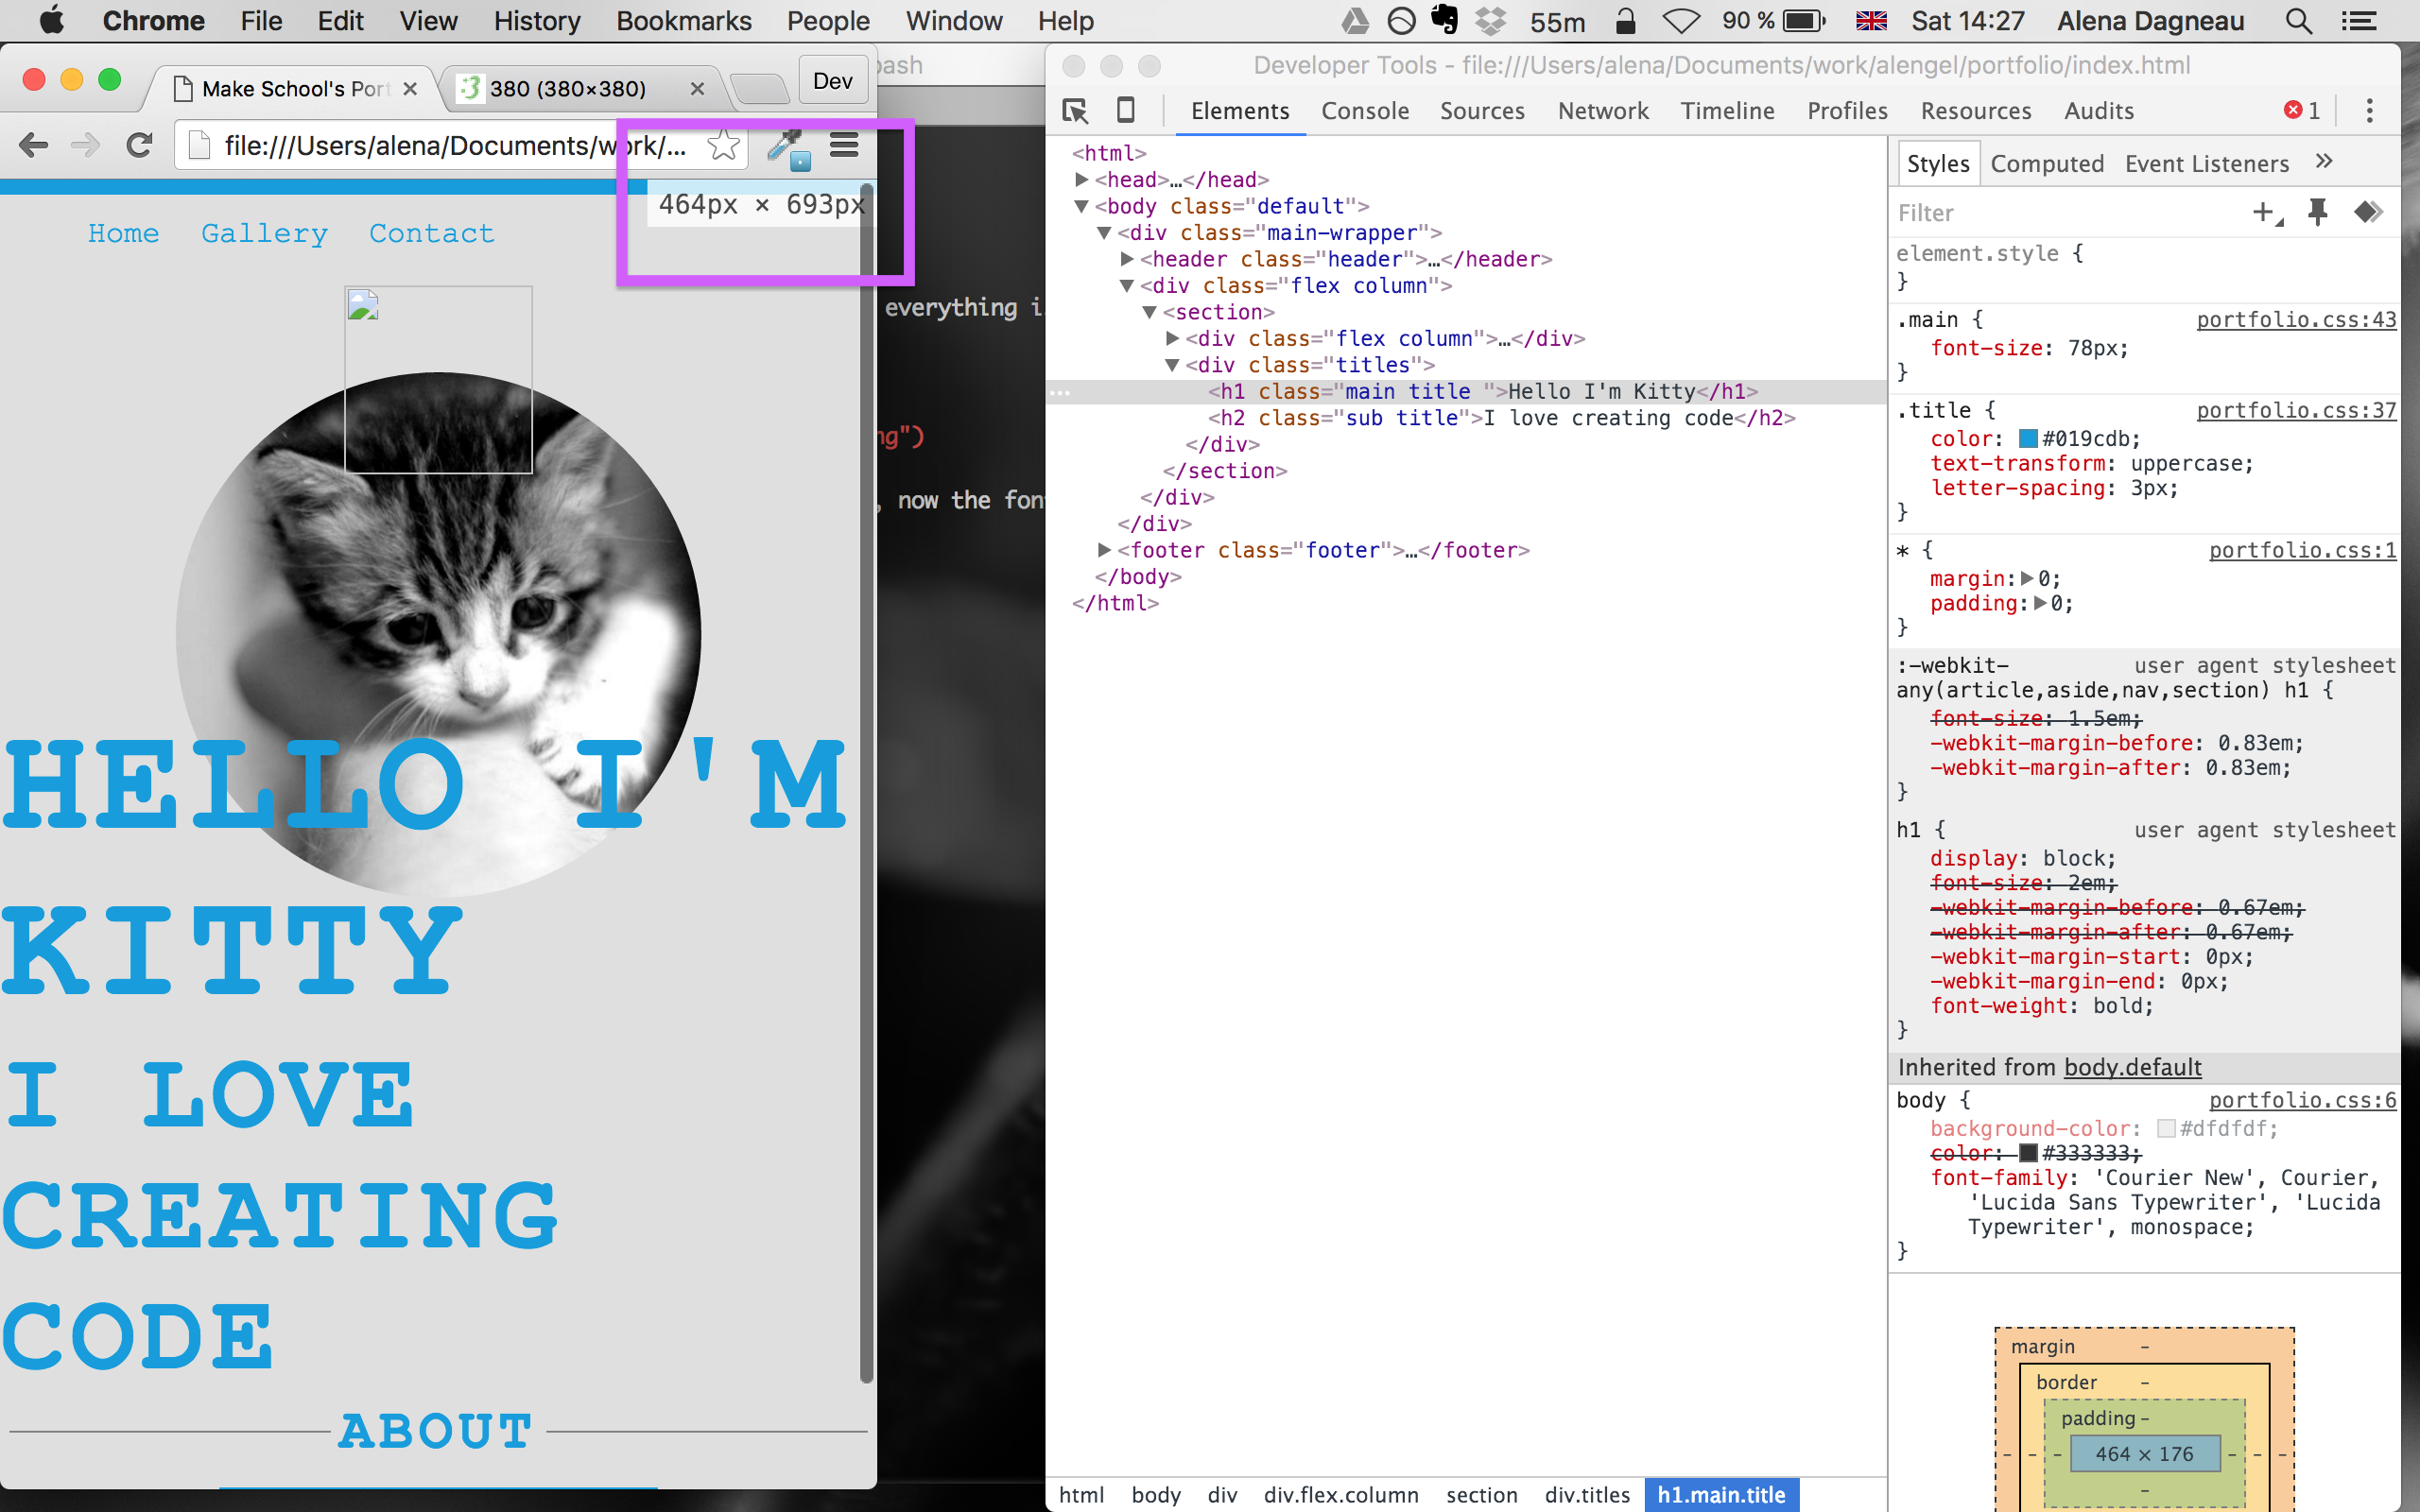 Chrome File Edit View History Bookmarks People Window Help 55m 90 % Sat 14:27 Alena Dagneau
Make School's Port 380 (380×380) Dev
file:///Users/alena/Documents/work/...
464px × 693px
Home Gallery Contact
HELLO I'M
KITTY
I LOVE
CREATING
CODE
ABOUT
bash
everything i
ng")
, now the fon
Developer Tools - file:///Users/alena/Documents/work/alengel/portfolio/index.html
Elements Console Sources Network Timeline Profiles Resources Audits 1
<html>
<head>…</head>
<body class="default">
<div class="main-wrapper">
<header class="header">…</header>
<div class="flex column">
<section>
<div class="flex column">…</div>
<div class="titles">
<h1 class="main title ">Hello I'm Kitty</h1>
<h2 class="sub title">I love creating code</h2>
</div>
</section>
</div>
</div>
<footer class="footer">…</footer>
</body>
</html>
html body div div.flex.column section div.titles h1.main.title
Styles Computed Event Listeners »
Filter
element.style {
}
.main { portfolio.css:43
font-size: 78px;
}
.title { portfolio.css:37
color: #019cdb;
text-transform: uppercase;
letter-spacing: 3px;
}
* { portfolio.css:1
margin: 0;
padding: 0;
}
:-webkit- user agent stylesheet
any(article,aside,nav,section) h1 {
font-size: 1.5em;
-webkit-margin-before: 0.83em;
-webkit-margin-after: 0.83em;
}
h1 { user agent stylesheet
display: block;
font-size: 2em;
-webkit-margin-before: 0.67em;
-webkit-margin-after: 0.67em;
-webkit-margin-start: 0px;
-webkit-margin-end: 0px;
font-weight: bold;
}
Inherited from body.default
body { portfolio.css:6
background-color: #dfdfdf;
color: #333333;
font-family: 'Courier New', Courier,
'Lucida Sans Typewriter', 'Lucida
Typewriter', monospace;
}
margin -
border -
padding -
- - - 464 × 176 - - -
-